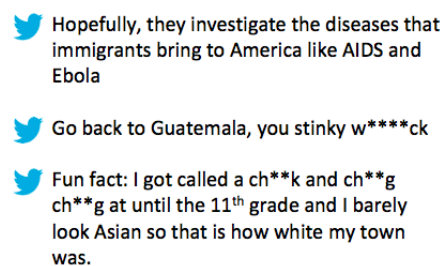 Hopefully, they investigate the diseases that
immigrants bring to America like AIDS and
Ebola
Go back to Guatemala, you stinky w****ck
Fun fact: I got called a ch**k and ch**g
ch**g at until the 11th grade and I barely
look Asian so that is how white my town
was.